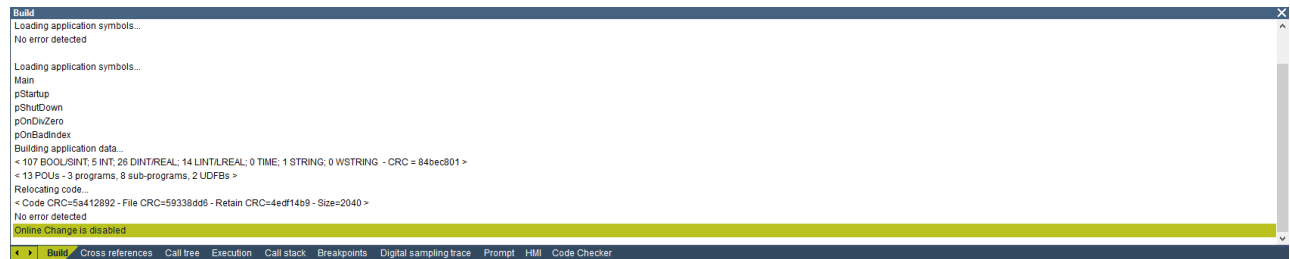 Build
Loading application symbols...
No error detected
Loading application symbols...
Main
pStartup
pShutDown
pOnDivZero
pOnBadIndex
Building application data...
< 107 BOOL/SINT; 5 INT; 26 DINT/REAL; 14 LINT/LREAL; 0 TIME; 1 STRING; 0 WSTRING - CRC = 84bec801 >
< 13 POUs - 3 programs, 8 sub-programs, 2 UDFBs >
Relocating code...
< Code CRC=5a412892 - File CRC=59338dd6 - Retain CRC=4edf14b9 - Size=2040 >
No error detected
Online Change is disabled
Build Cross references Call tree Execution Call stack Breakpoints Digital sampling trace Prompt HMI Code Checker